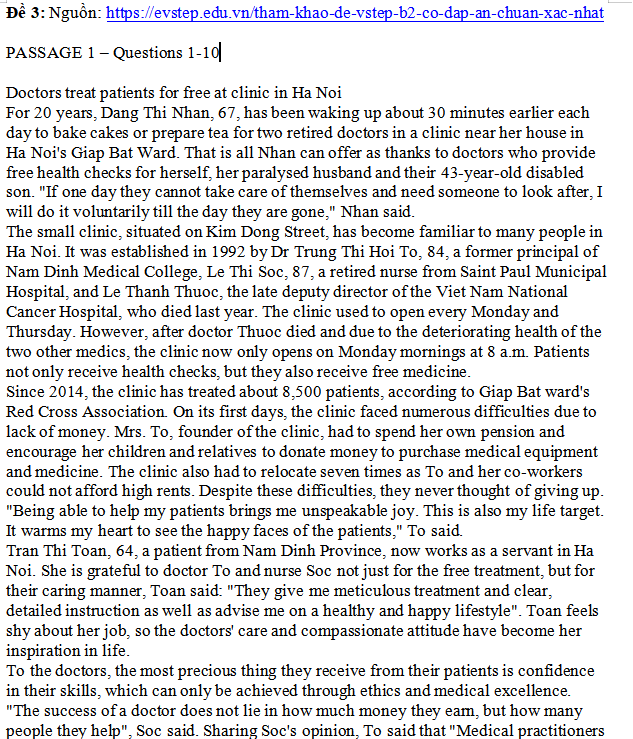 Đề 3: Nguồn: https://evstep.edu.vn/tham-khao-de-vstep-b2-co-dap-an-chuan-xac-nhat
PASSAGE 1 – Questions 1-10
Doctors treat patients for free at clinic in Ha Noi
For 20 years, Dang Thi Nhan, 67, has been waking up about 30 minutes earlier each
day to bake cakes or prepare tea for two retired doctors in a clinic near her house in
Ha Noi's Giap Bat Ward. That is all Nhan can offer as thanks to doctors who provide
free health checks for herself, her paralysed husband and their 43-year-old disabled
son. "If one day they cannot take care of themselves and need someone to look after, I
will do it voluntarily till the day they are gone," Nhan said.
The small clinic, situated on Kim Dong Street, has become familiar to many people in
Ha Noi. It was established in 1992 by Dr Trung Thi Hoi To, 84, a former principal of
Nam Dinh Medical College, Le Thi Soc, 87, a retired nurse from Saint Paul Municipal
Hospital, and Le Thanh Thuoc, the late deputy director of the Viet Nam National
Cancer Hospital, who died last year. The clinic used to open every Monday and
Thursday. However, after doctor Thuoc died and due to the deteriorating health of the
two other medics, the clinic now only opens on Monday mornings at 8 a.m. Patients
not only receive health checks, but they also receive free medicine.
Since 2014, the clinic has treated about 8,500 patients, according to Giap Bat ward's
Red Cross Association. On its first days, the clinic faced numerous difficulties due to
lack of money. Mrs. To, founder of the clinic, had to spend her own pension and
encourage her children and relatives to donate money to purchase medical equipment
and medicine. The clinic also had to relocate seven times as To and her co-workers
could not afford high rents. Despite these difficulties, they never thought of giving up.
"Being able to help my patients brings me unspeakable joy. This is also my life target.
It warms my heart to see the happy faces of the patients," To said.
Tran Thi Toan, 64, a patient from Nam Dinh Province, now works as a servant in Ha
Noi. She is grateful to doctor To and nurse Soc not just for the free treatment, but for
their caring manner, Toan said: "They give me meticulous treatment and clear,
detailed instruction as well as advise me on a healthy and happy lifestyle". Toan feels
shy about her job, so the doctors' care and compassionate attitude have become her
inspiration in life.
To the doctors, the most precious thing they receive from their patients is confidence
in their skills, which can only be achieved through ethics and medical excellence.
"The success of a doctor does not lie in how much money they earn, but how many
people they help", Soc said. Sharing Soc's opinion, To said that "Medical practitioners